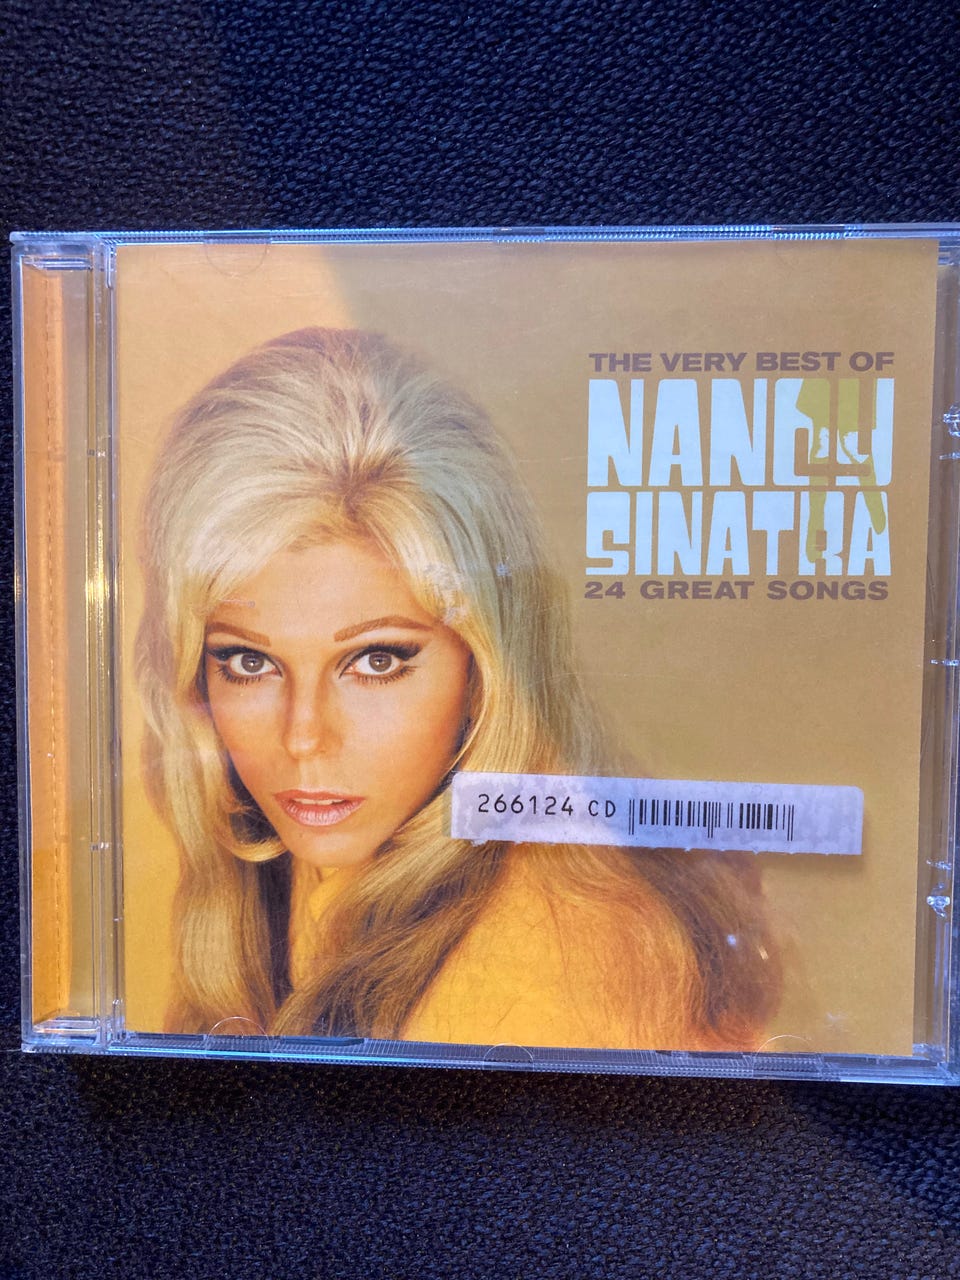 THE VERY BEST OF
NANCY
SINATRA
24 GREAT SONGS
266124 CD